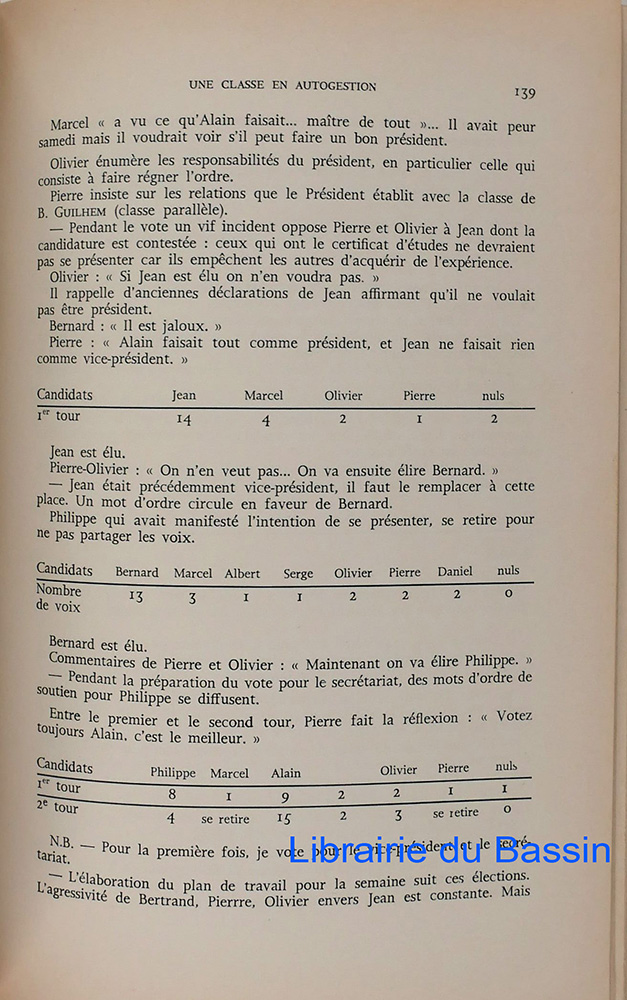 UNE CLASSE EN AUTOGESTION 139
Marcel « a vu ce qu'Alain faisait... maître de tout »... Il avait peur
samedi mais il voudrait voir s'il peut faire un bon président.
Olivier énumère les responsabilités du président, en particulier celle qui
consiste à faire régner l'ordre.
Pierre insiste sur les relations que le Président établit avec la classe de
B. GUILHEM (classe parallèle).
— Pendant le vote un vif incident oppose Pierre et Olivier à Jean dont la
candidature est contestée : ceux qui ont le certificat d'études ne devraient
pas se présenter car ils empêchent les autres d'acquérir de l'expérience.
Olivier : « Si Jean est élu on n'en voudra pas. »
Il rappelle d'anciennes déclarations de Jean affirmant qu'il ne voulait
pas être président.
Bernard : « Il est jaloux. »
Pierre : « Alain faisait tout comme président, et Jean ne faisait rien
comme vice-président. »
Candidats Jean Marcel Olivier Pierre nuls
1er tour 14 4 2 1 2
Jean est élu.
Pierre-Olivier : « On n'en veut pas... On va ensuite élire Bernard. »
— Jean était précédemment vice-président, il faut le remplacer à cette
place. Un mot d'ordre circule en faveur de Bernard.
Philippe qui avait manifesté l'intention de se présenter, se retire pour
ne pas partager les voix.
Candidats Bernard Marcel Albert Serge Olivier Pierre Daniel nuls
Nombre
de voix 13 3 1 1 2 2 2 0
Bernard est élu.
Commentaires de Pierre et Olivier : « Maintenant on va élire Philippe. »
— Pendant la préparation du vote pour le secrétariat, des mots d'ordre de
soutien pour Philippe se diffusent.
Entre le premier et le second tour, Pierre fait la réflexion : « Votez
toujours Alain, c'est le meilleur. »
Candidats Philippe Marcel Alain Olivier Pierre nuls
1er tour 8 1 9 2 2 1 1
2e tour 4 se retire 15 2 3 se retire 0
N.B. — Pour la première fois, je vote pour le vice-président et le secré-
tariat.
Librairie du Bassin
— L'élaboration du plan de travail pour la semaine suit ces élections.
L'agressivité de Bertrand, Pierrre, Olivier envers Jean est constante. Mais